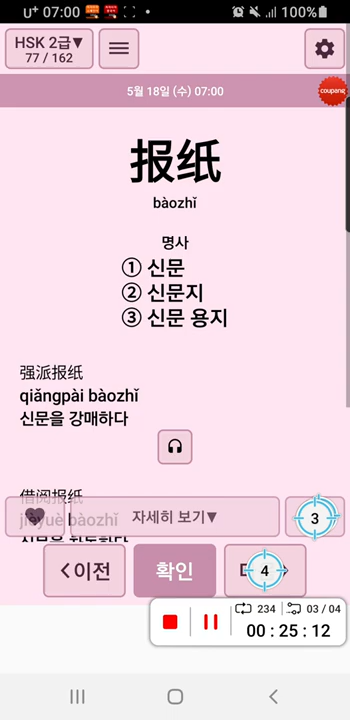 U+ 07:00 100%
HSK 2급▼
77 / 162
5월 18일 (수) 07:00
coupang
报纸
bàozhǐ
명사
① 신문
② 신문지
③ 신문 용지
强派报纸
qiǎngpài bàozhǐ
신문을 강매하다
借阅报纸
jièyuè bàozhǐ
자세히 보기▼
3
이전
확인
4
234 03 / 04
00 : 25 : 12